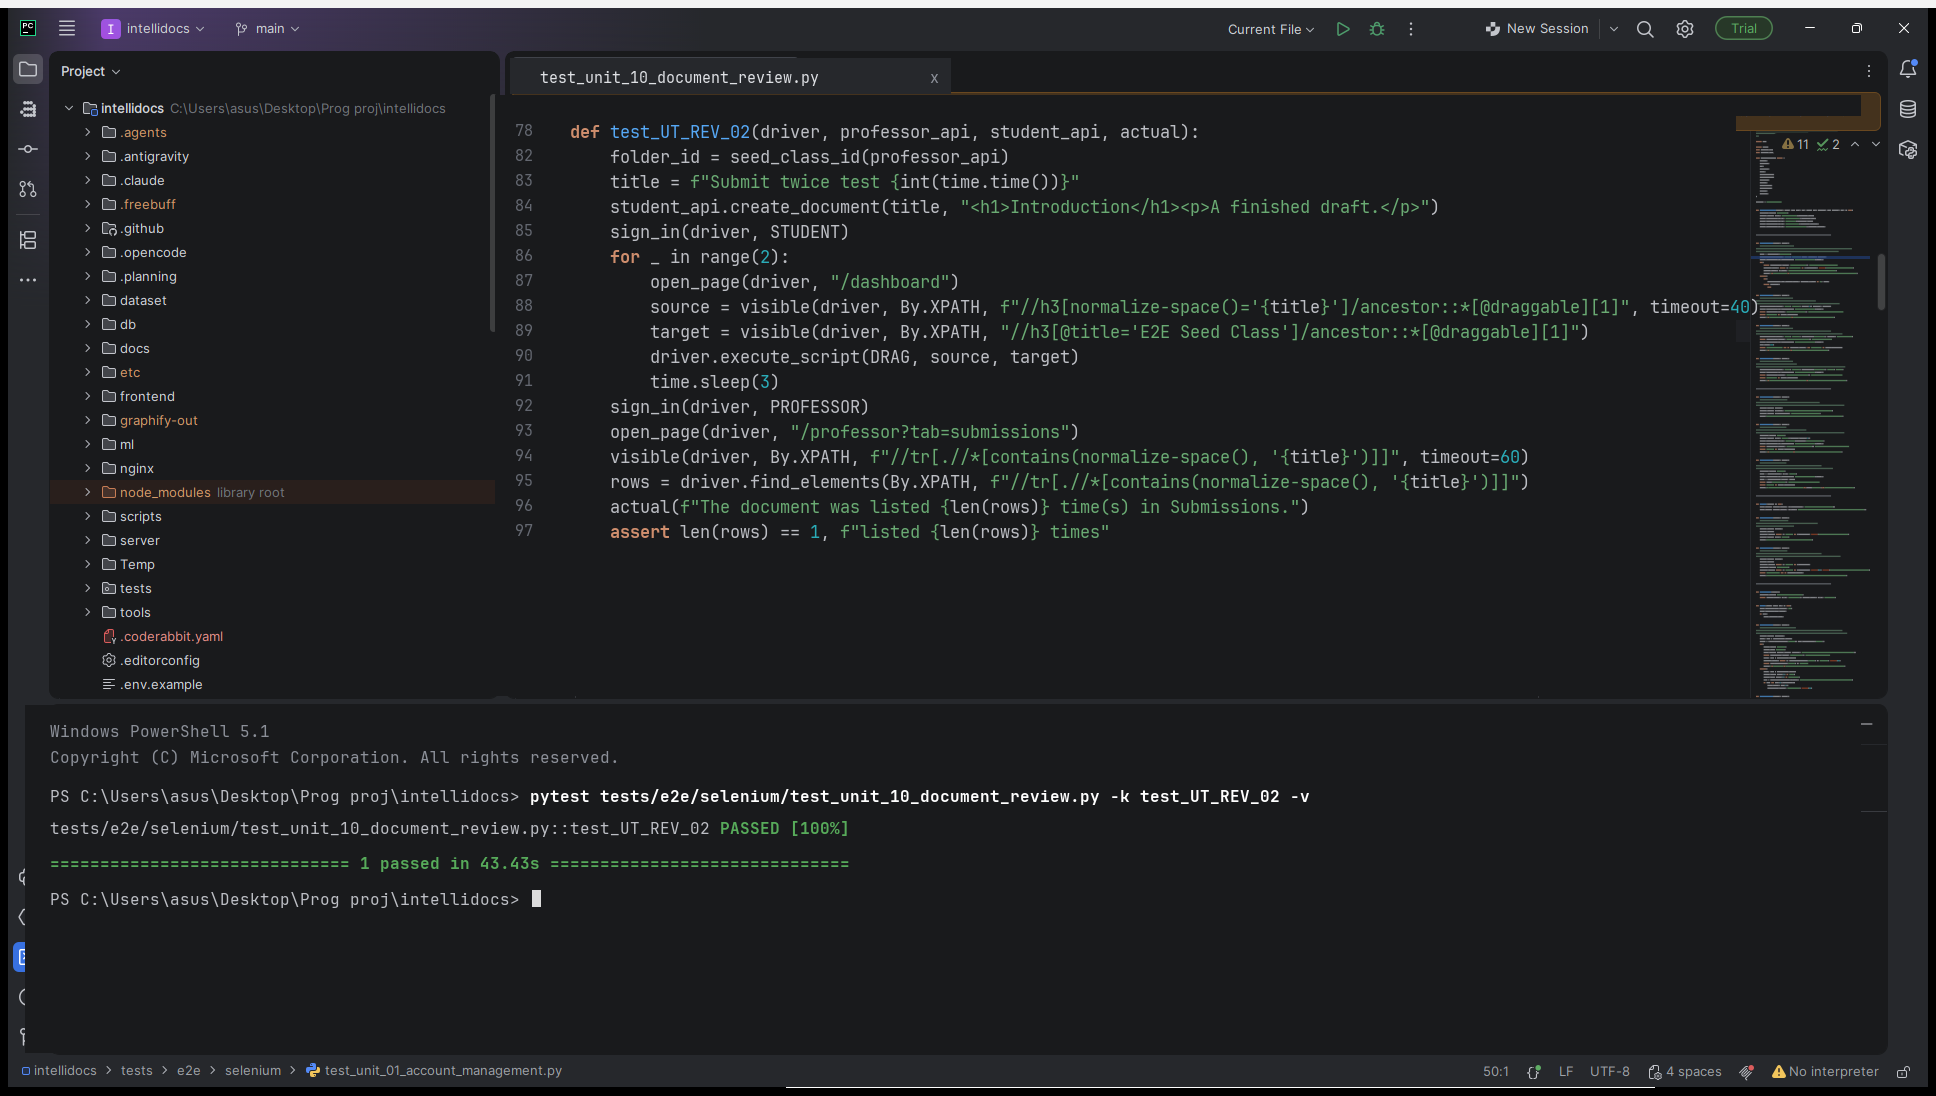 PC
I intellidocs
main
Current File
New Session
Trial
Project
test_unit_10_document_review.py x
intellidocs C:\Users\asus\Desktop\Prog proj\intellidocs
.agents
.antigravity
.claude
.freebuff
.github
.opencode
.planning
dataset
db
docs
etc
frontend
graphify-out
ml
nginx
node_modules library root
scripts
server
Temp
tests
tools
.coderabbit.yaml
.editorconfig
.env.example
11 2
78 def test_UT_REV_02(driver, professor_api, student_api, actual):
82 folder_id = seed_class_id(professor_api)
83 title = f"Submit twice test {int(time.time())}"
84 student_api.create_document(title, "<h1>Introduction</h1><p>A finished draft.</p>")
85 sign_in(driver, STUDENT)
86 for _ in range(2):
87 open_page(driver, "/dashboard")
88 source = visible(driver, By.XPATH, f"//h3[normalize-space()='{title}']/ancestor::*[@draggable][1]", timeout=40)
89 target = visible(driver, By.XPATH, "//h3[@title='E2E Seed Class']/ancestor::*[@draggable][1]")
90 driver.execute_script(DRAG, source, target)
91 time.sleep(3)
92 sign_in(driver, PROFESSOR)
93 open_page(driver, "/professor?tab=submissions")
94 visible(driver, By.XPATH, f"//tr[.//*[contains(normalize-space(), '{title}')]]", timeout=60)
95 rows = driver.find_elements(By.XPATH, f"//tr[.//*[contains(normalize-space(), '{title}')]]")
96 actual(f"The document was listed {len(rows)} time(s) in Submissions.")
97 assert len(rows) == 1, f"listed {len(rows)} times"
Windows PowerShell 5.1
Copyright (C) Microsoft Corporation. All rights reserved.
PS C:\Users\asus\Desktop\Prog proj\intellidocs> pytest tests/e2e/selenium/test_unit_10_document_review.py -k test_UT_REV_02 -v
tests/e2e/selenium/test_unit_10_document_review.py::test_UT_REV_02 PASSED [100%]
============================== 1 passed in 43.43s ==============================
PS C:\Users\asus\Desktop\Prog proj\intellidocs>
intellidocs > tests > e2e > selenium > test_unit_01_account_management.py
50:1 LF UTF-8 4 spaces No interpreter